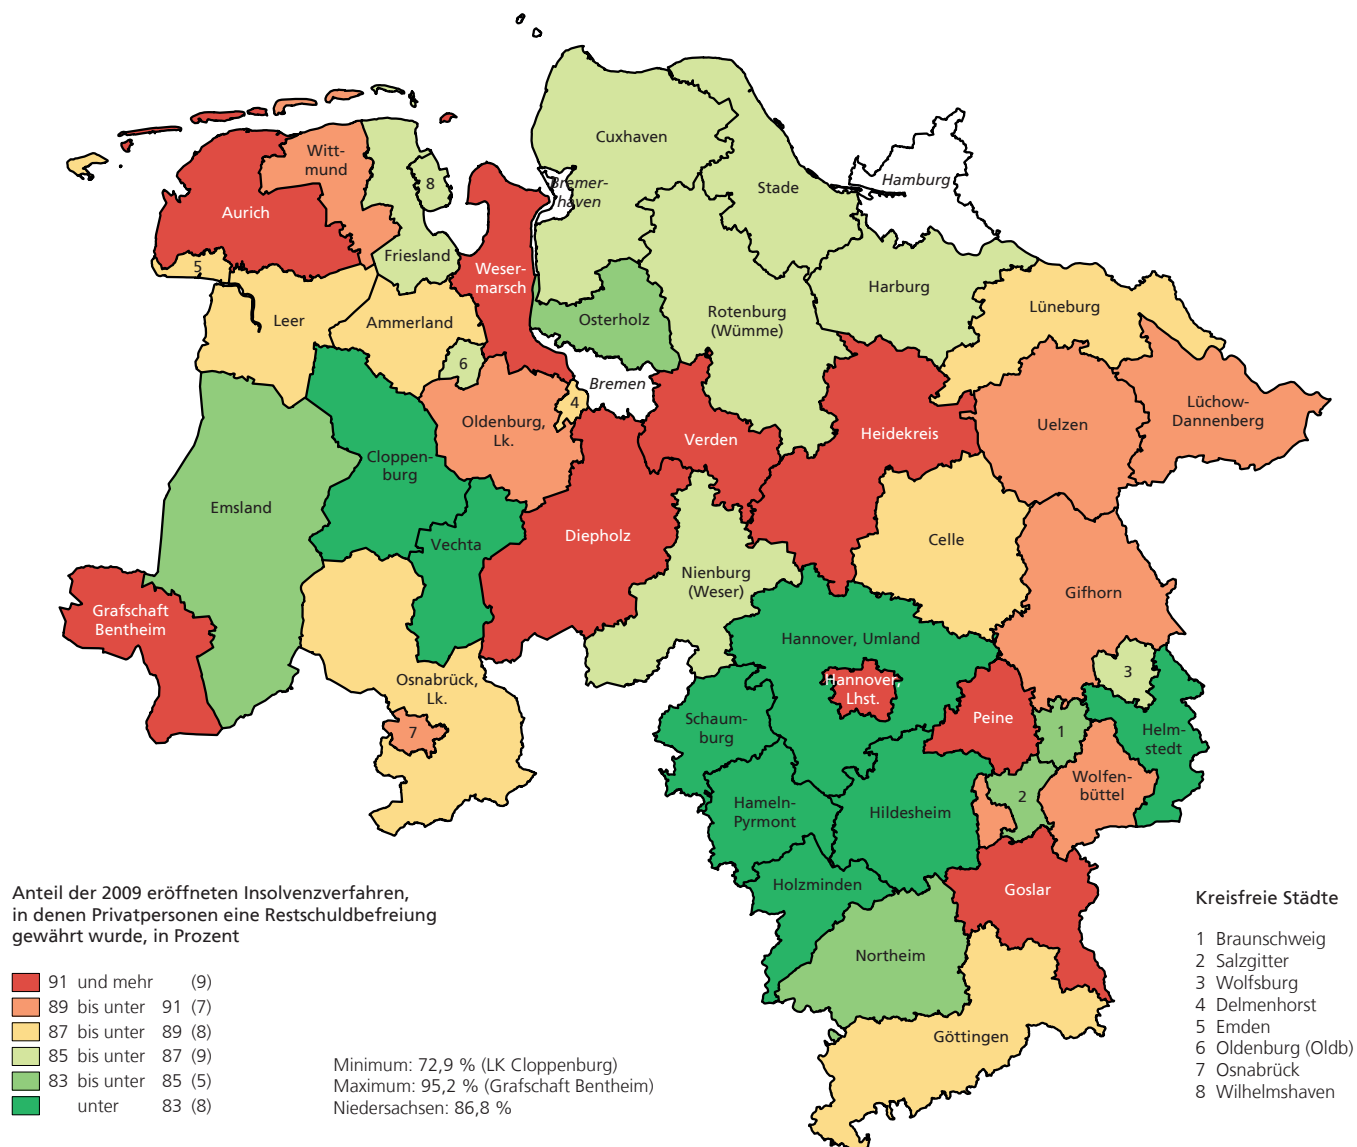 Cuxhaven
Witt-
mund
8
Bremer-
haven
Stade
Hamburg
Aurich
Friesland
5
Weser-
marsch
Harburg
Lüneburg
Leer
Ammerland
Osterholz
Rotenburg
(Wümme)
6
Bremen
4
Oldenburg,
Lk.
Verden
Heidekreis
Uelzen
Lüchow-
Dannenberg
Cloppen-
burg
Emsland
Vechta
Diepholz
Celle
Nienburg
(Weser)
Gifhorn
Grafschaft
Bentheim
Hannover, Umland
3
Osnabrück,
Lk.
Hannover,
Lhst.
7
Schaum-
burg
Peine
1
Helm-
stedt
Hameln-
Pyrmont
Hildesheim
2
Wolfen-
büttel
Holzminden
Goslar
Northeim
Göttingen
Anteil der 2009 eröffneten Insolvenzverfahren,
in denen Privatpersonen eine Restschuldbefreiung
gewährt wurde, in Prozent
91 und mehr (9)
89 bis unter 91 (7)
87 bis unter 89 (8)
85 bis unter 87 (9)
83 bis unter 85 (5)
unter 83 (8)
Minimum: 72,9 % (LK Cloppenburg)
Maximum: 95,2 % (Grafschaft Bentheim)
Niedersachsen: 86,8 %
Kreisfreie Städte
1 Braunschweig
2 Salzgitter
3 Wolfsburg
4 Delmenhorst
5 Emden
6 Oldenburg (Oldb)
7 Osnabrück
8 Wilhelmshaven